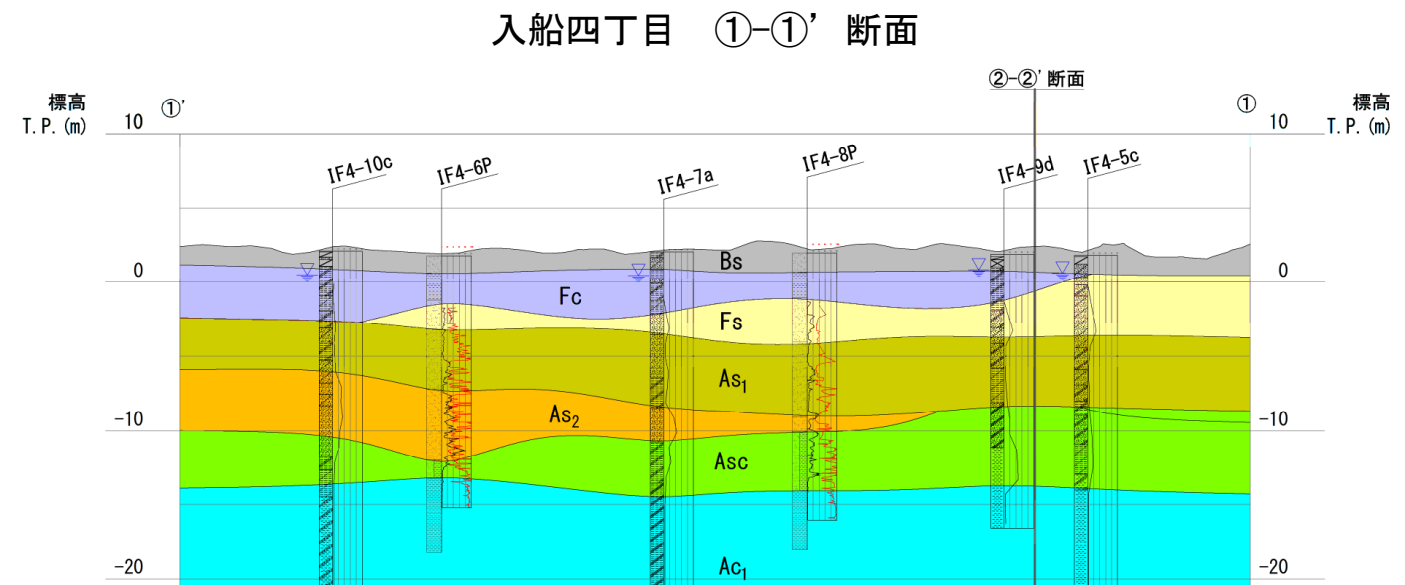 入船四丁目　①-①’断面
②-②’断面
標高
T.P.(m)
①’
①
標高
T.P.(m)
10
10
IF4-10c
IF4-6P
IF4-7a
IF4-8P
IF4-9d
IF4-5c
Bs
0
0
Fc
Fs
As₁
As₂
-10
-10
Asc
Ac₁
-20
-20